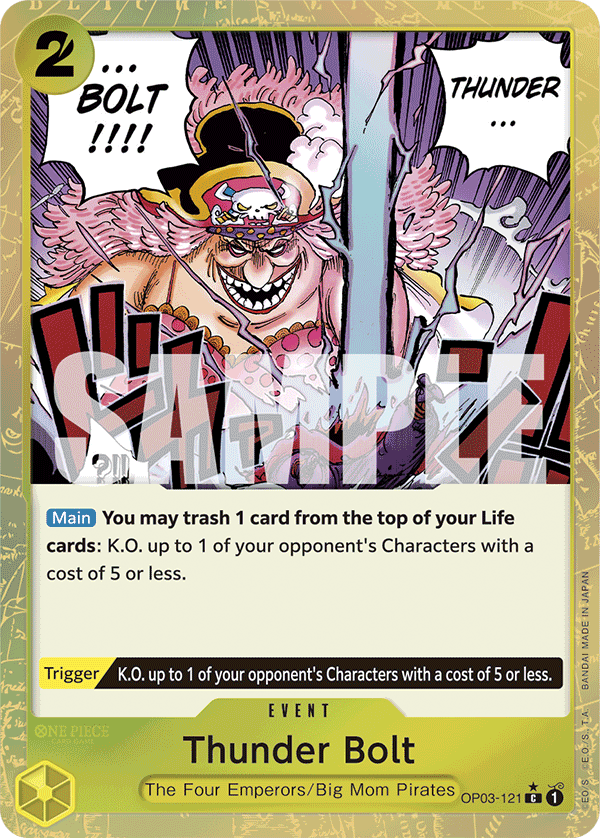 2
...
BOLT
!!!!
THUNDER
...
SAMPLE
?!!
Main You may trash 1 card from the top of your Life
cards: K.O. up to 1 of your opponent's Characters with a
cost of 5 or less.
Trigger K.O. up to 1 of your opponent's Characters with a cost of 5 or less.
EVENT
ONE PIECE
CARD GAME
Thunder Bolt
The Four Emperors/Big Mom Pirates
OP03-121 ★ C 1
©E.O./S. ©E.O./S.,T.A. BANDAI MADE IN JAPAN